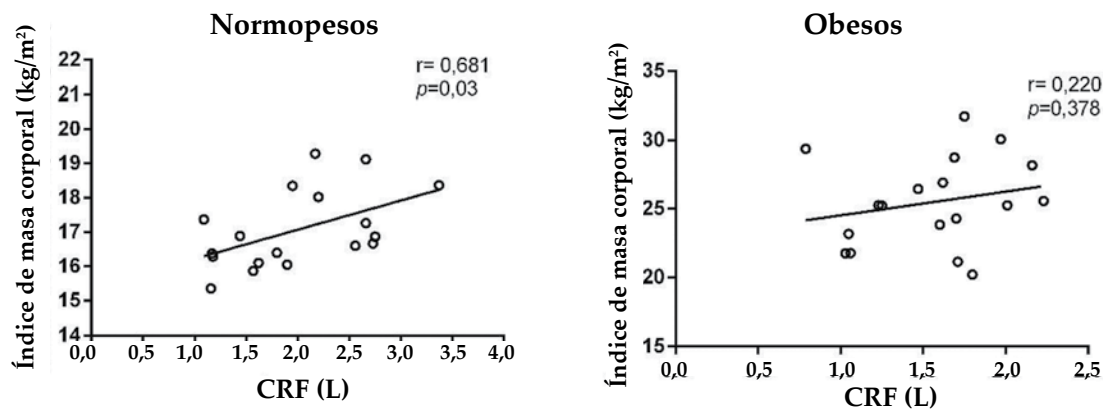 Normopesos
r= 0,681
p=0,03
Índice de masa corporal (kg/m²)
22
21
20
19
18
17
16
15
14
0,0 0,5 1,0 1,5 2,0 2,5 3,0 3,5 4,0
CRF (L)
Obesos
r= 0,220
p=0,378
Índice de masa corporal (kg/m²)
35
30
25
20
15
0,0 0,5 1,0 1,5 2,0 2,5
CRF (L)